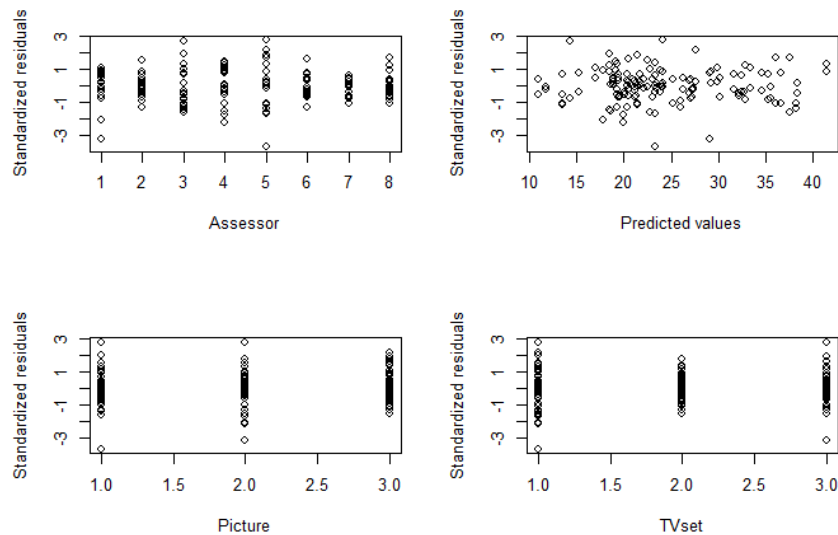 Standardized residuals
3
1
-1
-3
1 2 3 4 5 6 7 8
Assessor
Standardized residuals
3
1
-1
-3
10 15 20 25 30 35 40
Predicted values
Standardized residuals
3
1
-1
-3
1.0 1.5 2.0 2.5 3.0
Picture
Standardized residuals
3
1
-1
-3
1.0 1.5 2.0 2.5 3.0
TVset